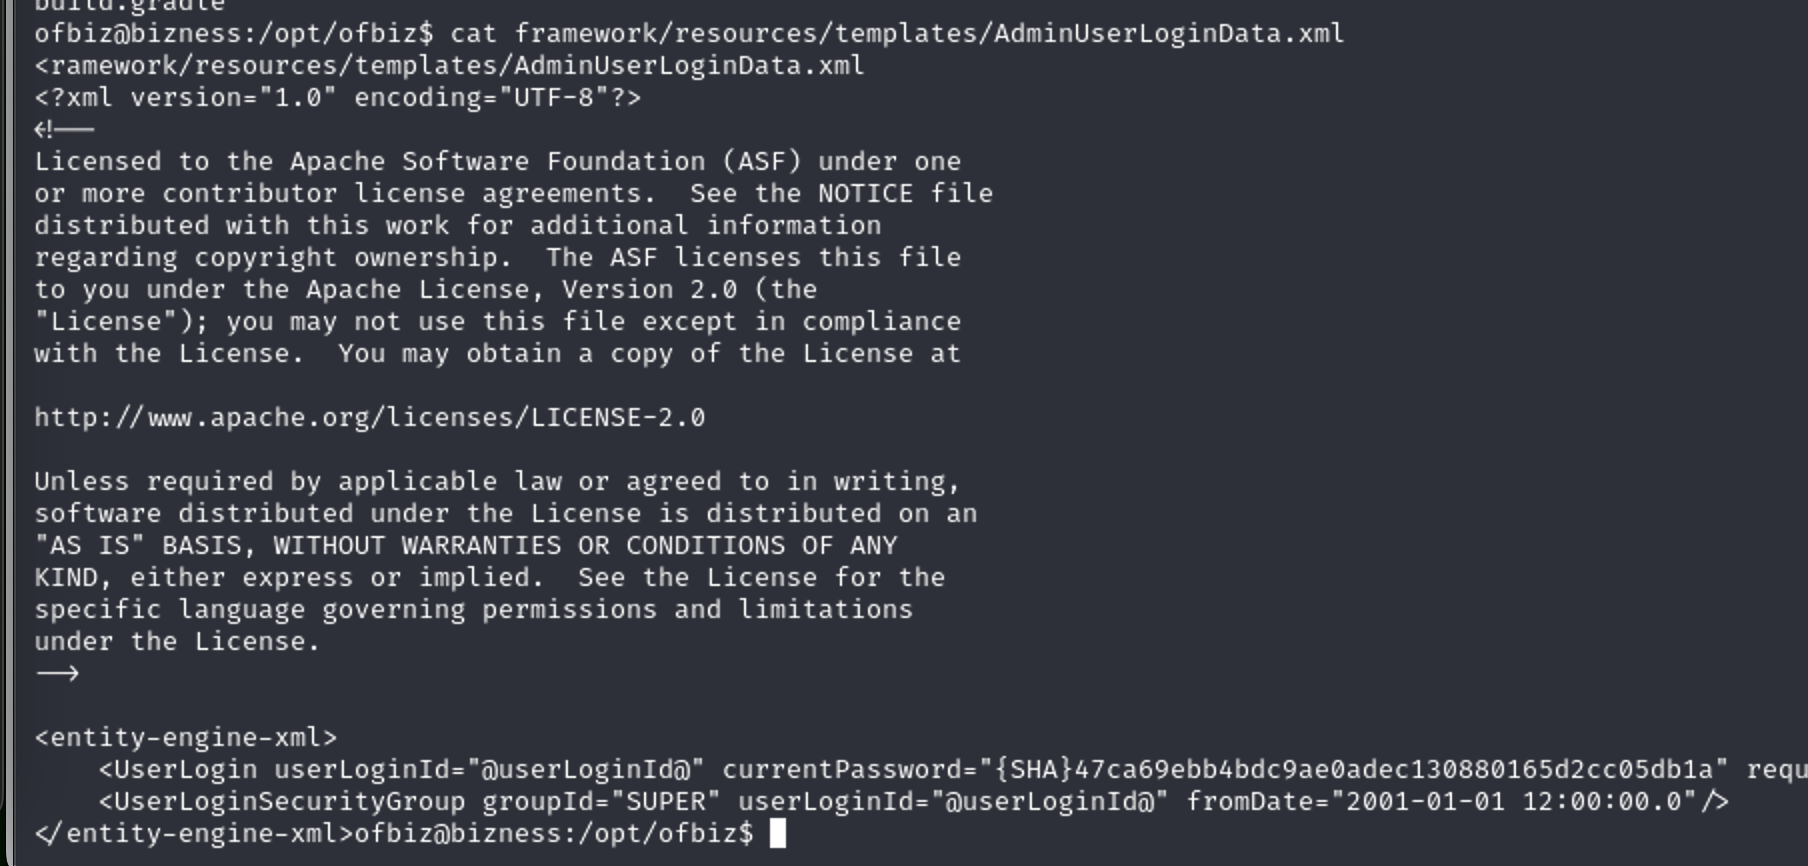 build.gradle
ofbiz@bizness:/opt/ofbiz$ cat framework/resources/templates/AdminUserLoginData.xml
<ramework/resources/templates/AdminUserLoginData.xml
<?xml version="1.0" encoding="UTF-8"?>
<!--
Licensed to the Apache Software Foundation (ASF) under one
or more contributor license agreements.  See the NOTICE file
distributed with this work for additional information
regarding copyright ownership.  The ASF licenses this file
to you under the Apache License, Version 2.0 (the
"License"); you may not use this file except in compliance
with the License.  You may obtain a copy of the License at

http://www.apache.org/licenses/LICENSE-2.0

Unless required by applicable law or agreed to in writing,
software distributed under the License is distributed on an
"AS IS" BASIS, WITHOUT WARRANTIES OR CONDITIONS OF ANY
KIND, either express or implied.  See the License for the
specific language governing permissions and limitations
under the License.
-->

<entity-engine-xml>
    <UserLogin userLoginId="@userLoginId@" currentPassword="{SHA}47ca69ebb4bdc9ae0adec130880165d2cc05db1a" requ
    <UserLoginSecurityGroup groupId="SUPER" userLoginId="@userLoginId@" fromDate="2001-01-01 12:00:00.0"/>
</entity-engine-xml>ofbiz@bizness:/opt/ofbiz$